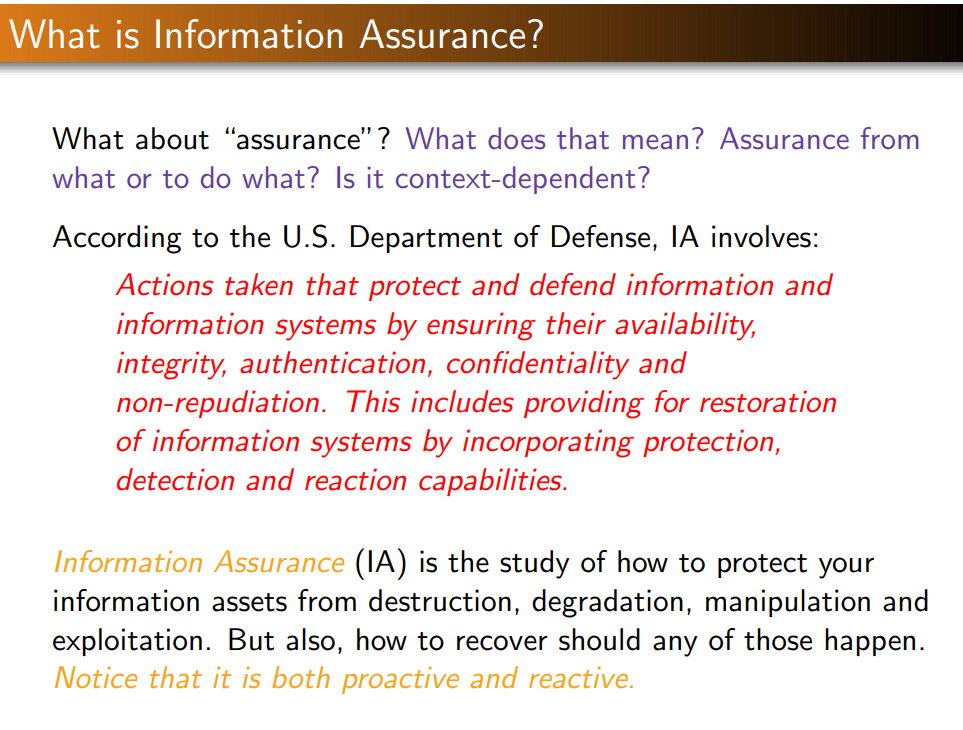 What is Information Assurance?
What about “assurance”? What does that mean? Assurance from
what or to do what? Is it context-dependent?
According to the U.S. Department of Defense, IA involves:
Actions taken that protect and defend information and
information systems by ensuring their availability,
integrity, authentication, confidentiality and
non-repudiation. This includes providing for restoration
of information systems by incorporating protection,
detection and reaction capabilities.
Information Assurance (IA) is the study of how to protect your
information assets from destruction, degradation, manipulation and
exploitation. But also, how to recover should any of those happen.
Notice that it is both proactive and reactive.